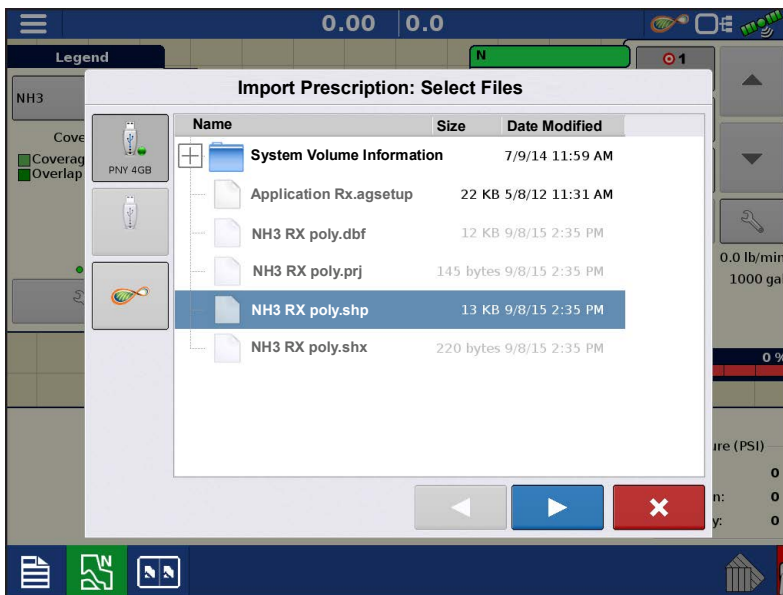 0.00 0.0
Legend
N
1
NH3
Import Prescription: Select Files
Name Size Date Modified
System Volume Information 7/9/14 11:59 AM
Application Rx.agsetup 22 KB 5/8/12 11:31 AM
NH3 RX poly.dbf 12 KB 9/8/15 2:35 PM
NH3 RX poly.prj 145 bytes 9/8/15 2:35 PM
NH3 RX poly.shp 13 KB 9/8/15 2:35 PM
NH3 RX poly.shx 220 bytes 9/8/15 2:35 PM
PNY 4GB
Cove
Coverag
Overlap
0.0 lb/min
1000 ga
0 %
ure (PSI)
0
n: 0
y: 0
N